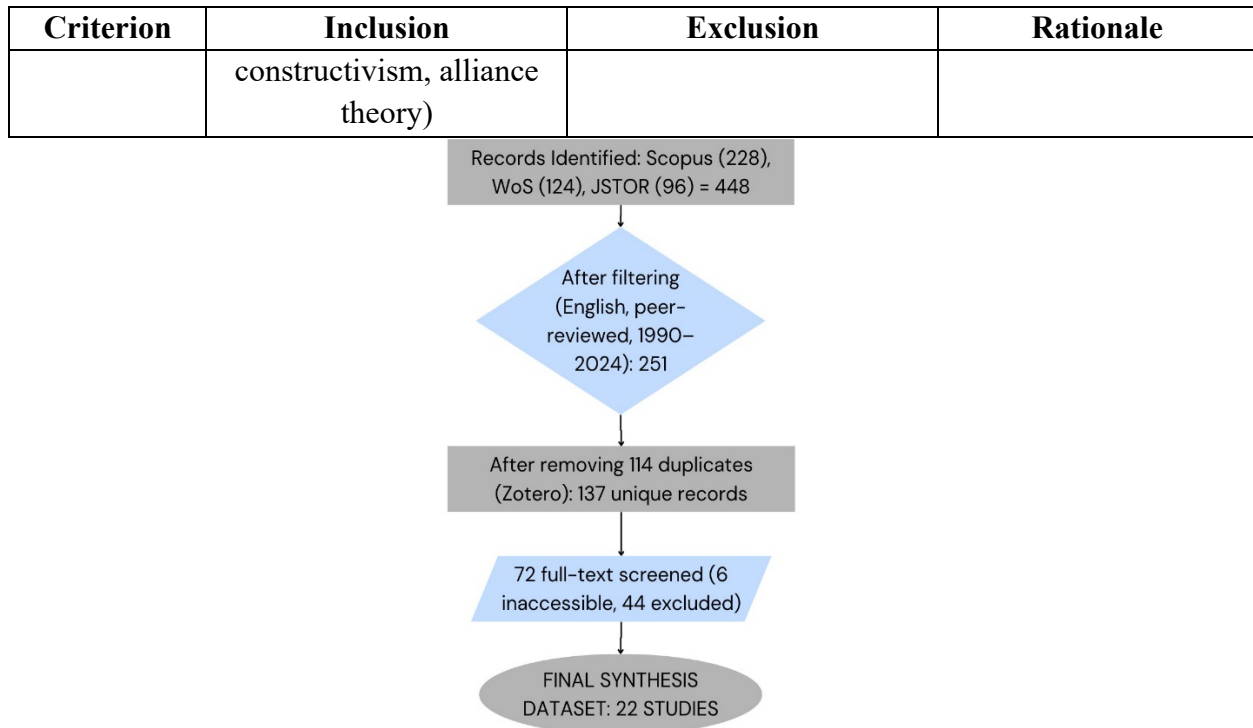 Criterion Inclusion Exclusion Rationale
constructivism, alliance
theory)
Records Identified: Scopus (228),
WoS (124), JSTOR (96) = 448
After filtering
(English, peer-
reviewed, 1990–
2024): 251
After removing 114 duplicates
(Zotero): 137 unique records
72 full-text screened (6
inaccessible, 44 excluded)
FINAL SYNTHESIS
DATASET: 22 STUDIES